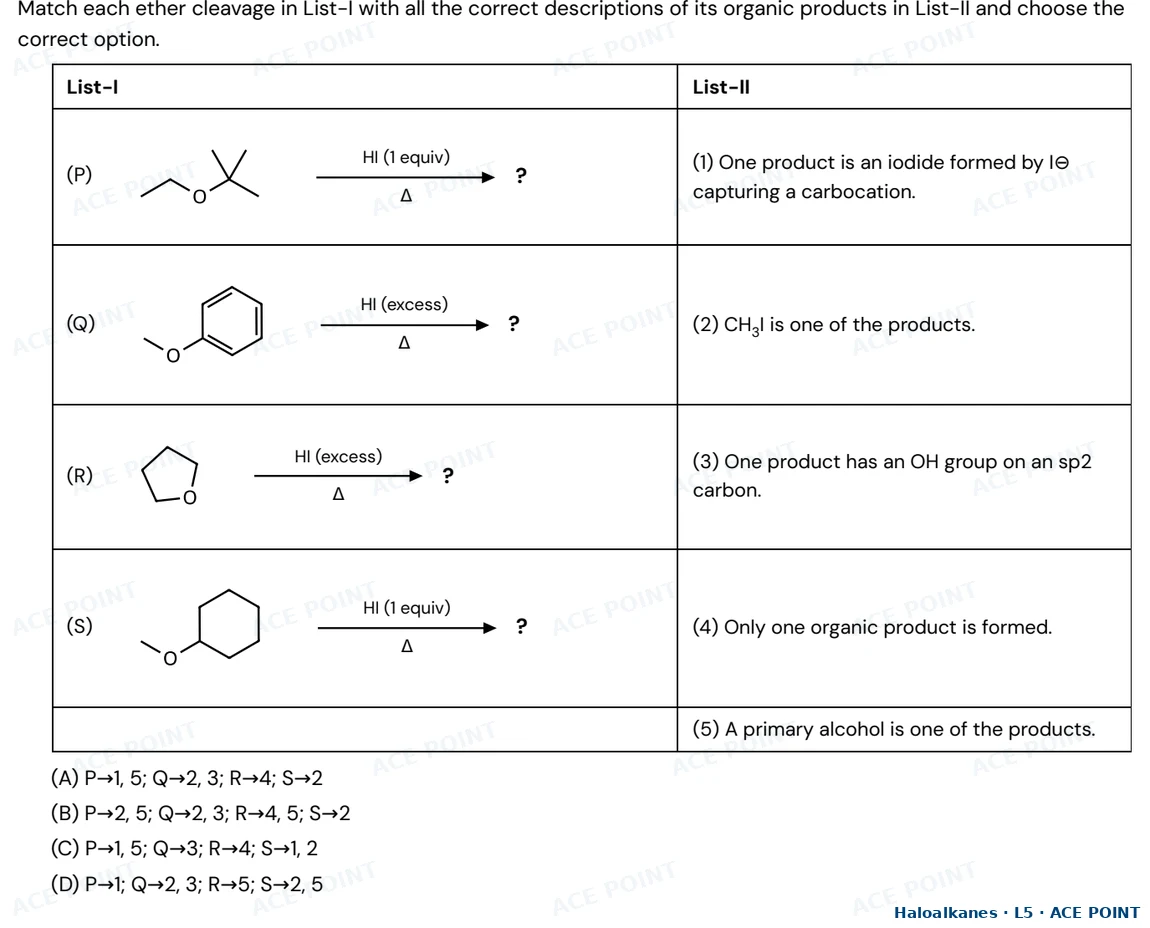 Match each ether cleavage in List-I with all the correct descriptions of its organic products in List-II and choose the
correct option.
List-I
List-II
(P)
O
HI (1 equiv)
Δ
?
(1) One product is an iodide formed by I⊖
capturing a carbocation.
(Q)
O
HI (excess)
Δ
?
(2) CH₃I is one of the products.
(R)
O
HI (excess)
Δ
?
(3) One product has an OH group on an sp2
carbon.
(S)
O
HI (1 equiv)
Δ
?
(4) Only one organic product is formed.
(5) A primary alcohol is one of the products.
(A) P→1, 5; Q→2, 3; R→4; S→2
(B) P→2, 5; Q→2, 3; R→4, 5; S→2
(C) P→1, 5; Q→3; R→4; S→1, 2
(D) P→1; Q→2, 3; R→5; S→2, 5
Haloalkanes · L5 · ACE POINT
ACE POINT